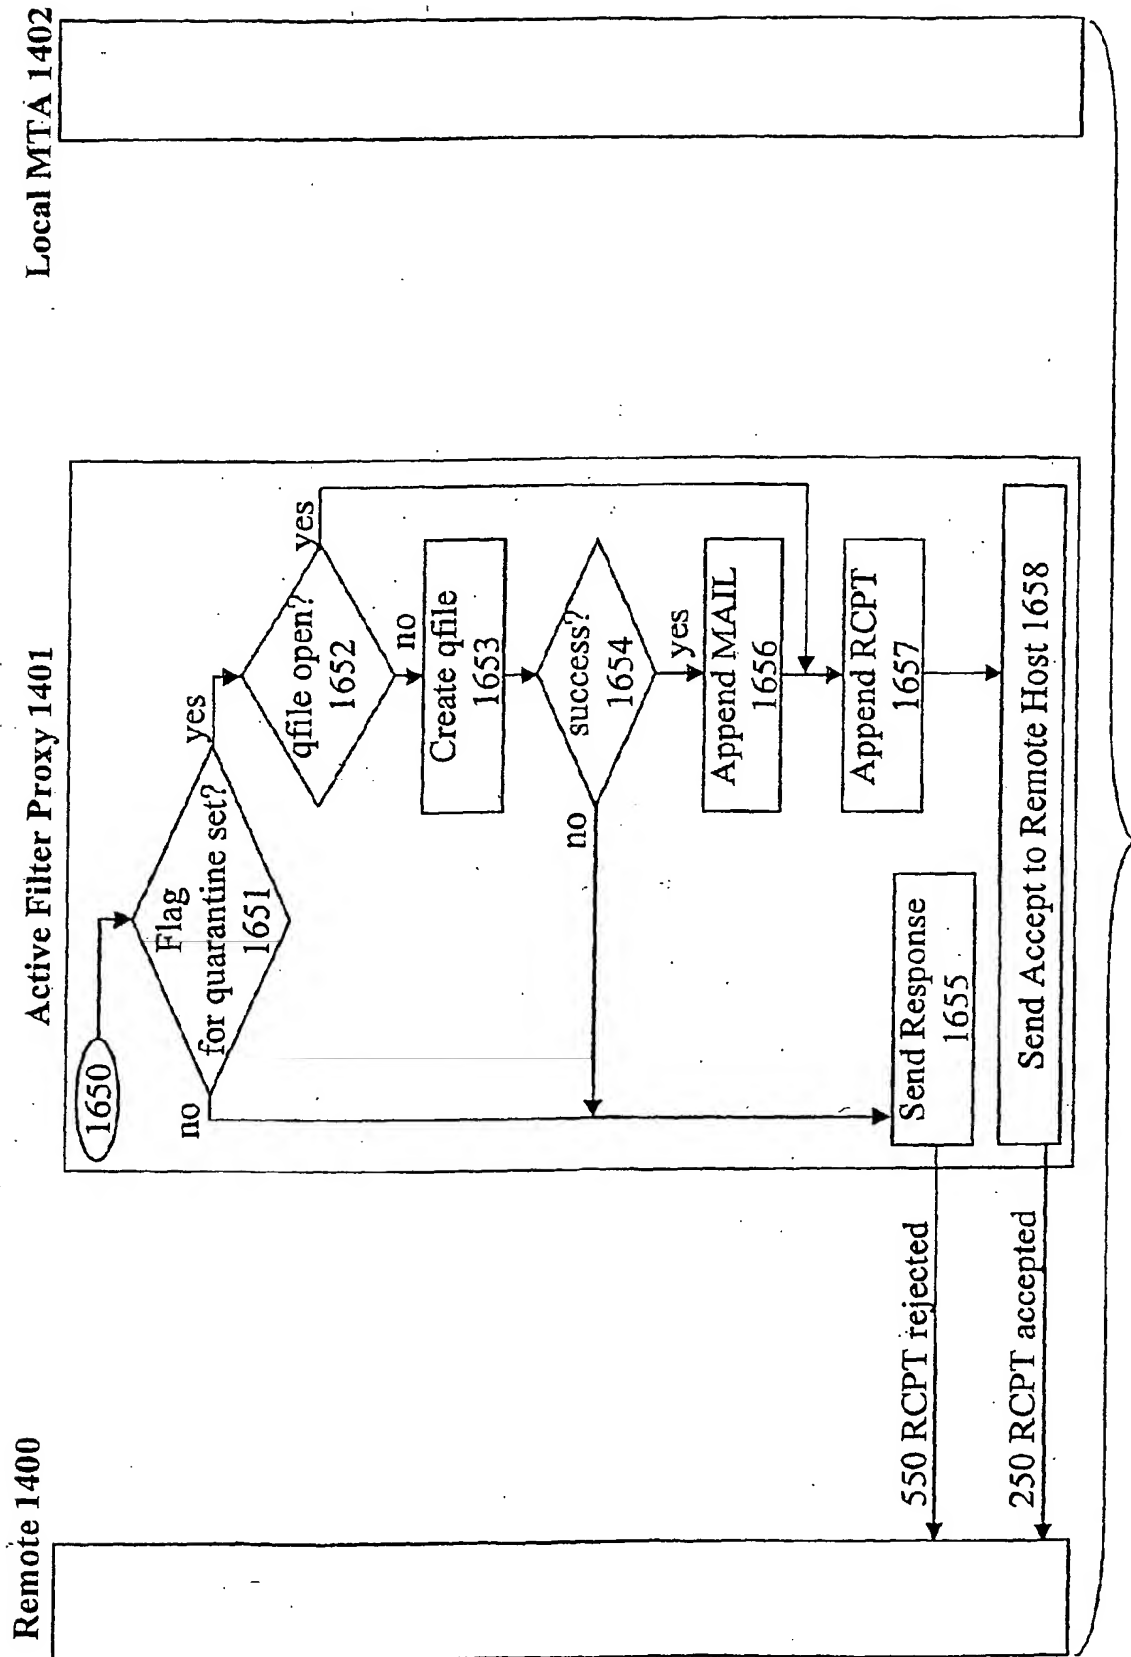 Remote 1400
Active Filter Proxy 1401
Local MTA 1402
1650
Flag
for quarantine set?
1651
yes
no
qfile open?
1652
yes
no
Create qfile
1653
success?
1654
no
yes
Append MAIL
1656
Append RCPT
1657
Send Response
1655
550 RCPT rejected
Send Accept to Remote Host 1658
250 RCPT accepted